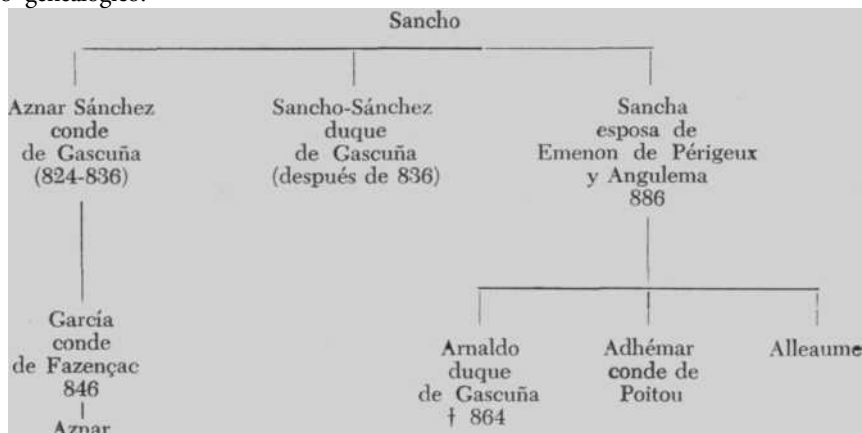 o genealógico.
Sancho
Aznar Sánchez
conde
de Gascuña
(824-836)
Sancho-Sánchez
duque
de Gascuña
(después de 836)
Sancha
esposa de
Emenon de Périgeux
y Angulema
886
García
conde
de Fazençac
846
Aznar
Arnaldo
duque
de Gascuña
† 864
Adhémar
conde de
Poitou
Alleaume